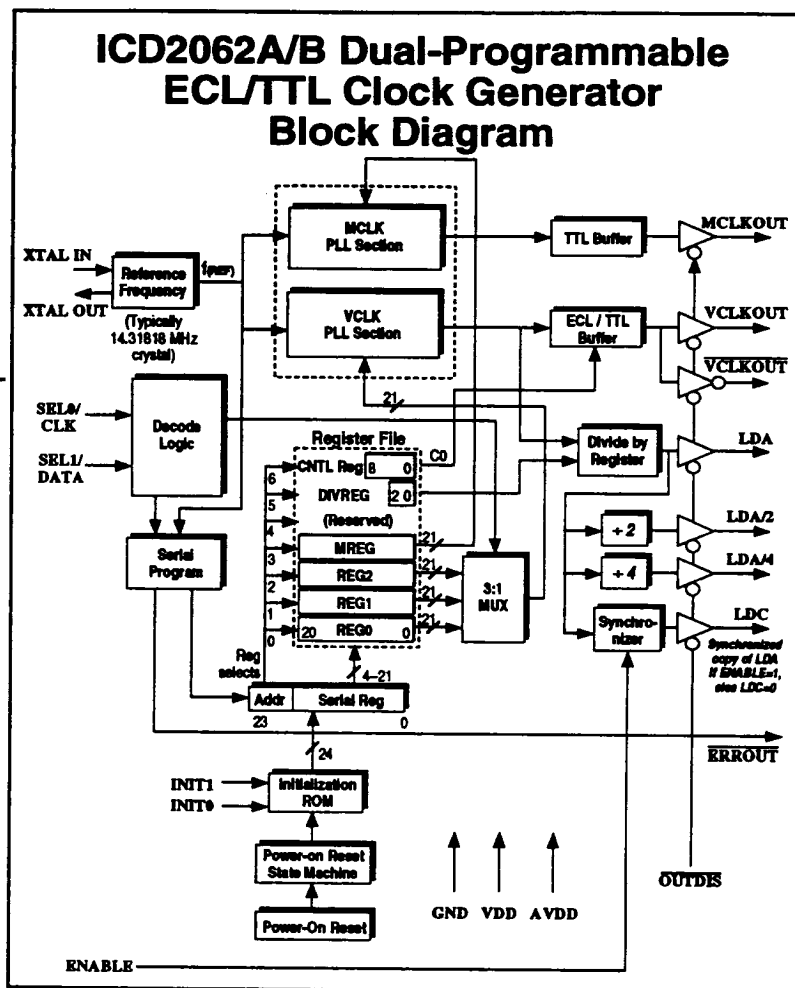 ICD2062A/B Dual-Programmable
ECL/TTL Clock Generator
Block Diagram
MCLK
PLL Section
TTL Buffer
MCLKOUT
XTAL IN
XTAL OUT
Reference
Frequency
f(REF)
(Typically
14.31818 MHz
crystal)
VCLK
PLL Section
ECL / TTL
Buffer
VCLKOUT
VCLKOUT
21
SEL0/
CLK
SEL1/
DATA
Decode
Logic
Register File
CNTL Reg 8 0
C0
6
DIVREG 2 0
5
(Reserved)
4
MREG
21
3
REG2
21
2
REG1
21
1
20 REG0 0
21
0
3:1
MUX
Divide by
Register
LDA
÷ 2
LDA/2
÷ 4
LDA/4
Synchro-
nizer
LDC
Synchronized
copy of LDA
if ENABLE=1,
else LDC=0
Serial
Program
Reg
selects
4–21
Addr Serial Reg
23 0
ERROUT
24
INIT1
INIT0
Initialization
ROM
Power-on Reset
State Machine
Power-On Reset
GND VDD AVDD
OUTDIS
ENABLE